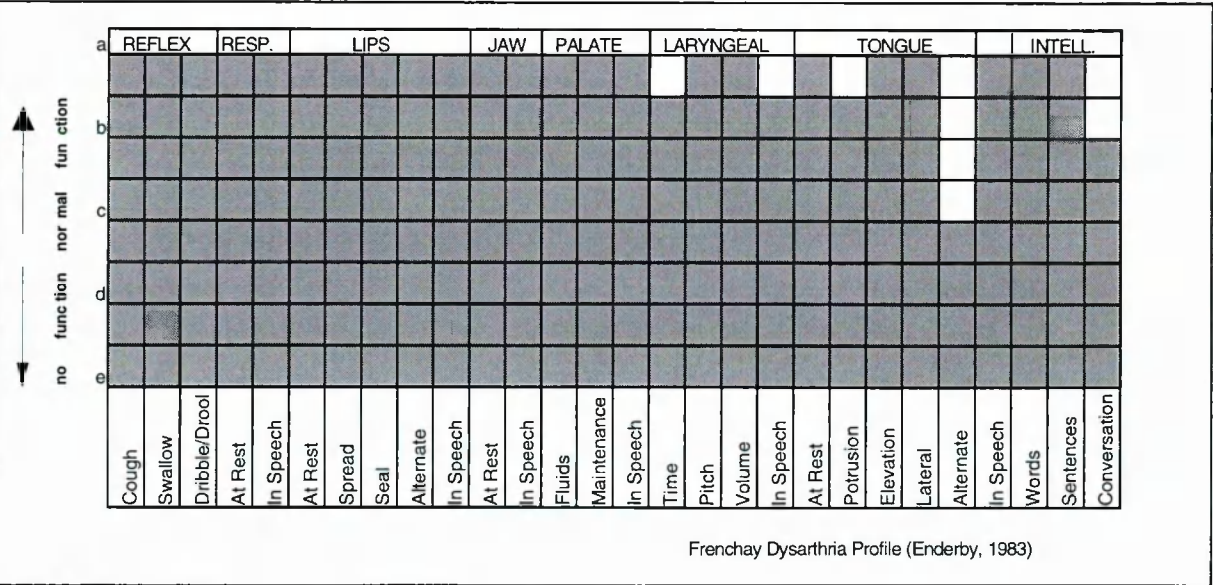 a REFLEX RESP. LIPS JAW PALATE LARYNGEAL TONGUE INTELL.
b
c
d
e
no func tion nor mal fun ction
Cough
Swallow
Dribble/Drool
At Rest
In Speech
At Rest
Spread
Seal
Alternate
In Speech
At Rest
In Speech
Fluids
Maintenance
In Speech
Time
Pitch
Volume
In Speech
At Rest
Potrusion
Elevation
Lateral
Alternate
In Speech
Words
Sentences
Conversation
Frenchay Dysarthria Profile (Enderby, 1983)